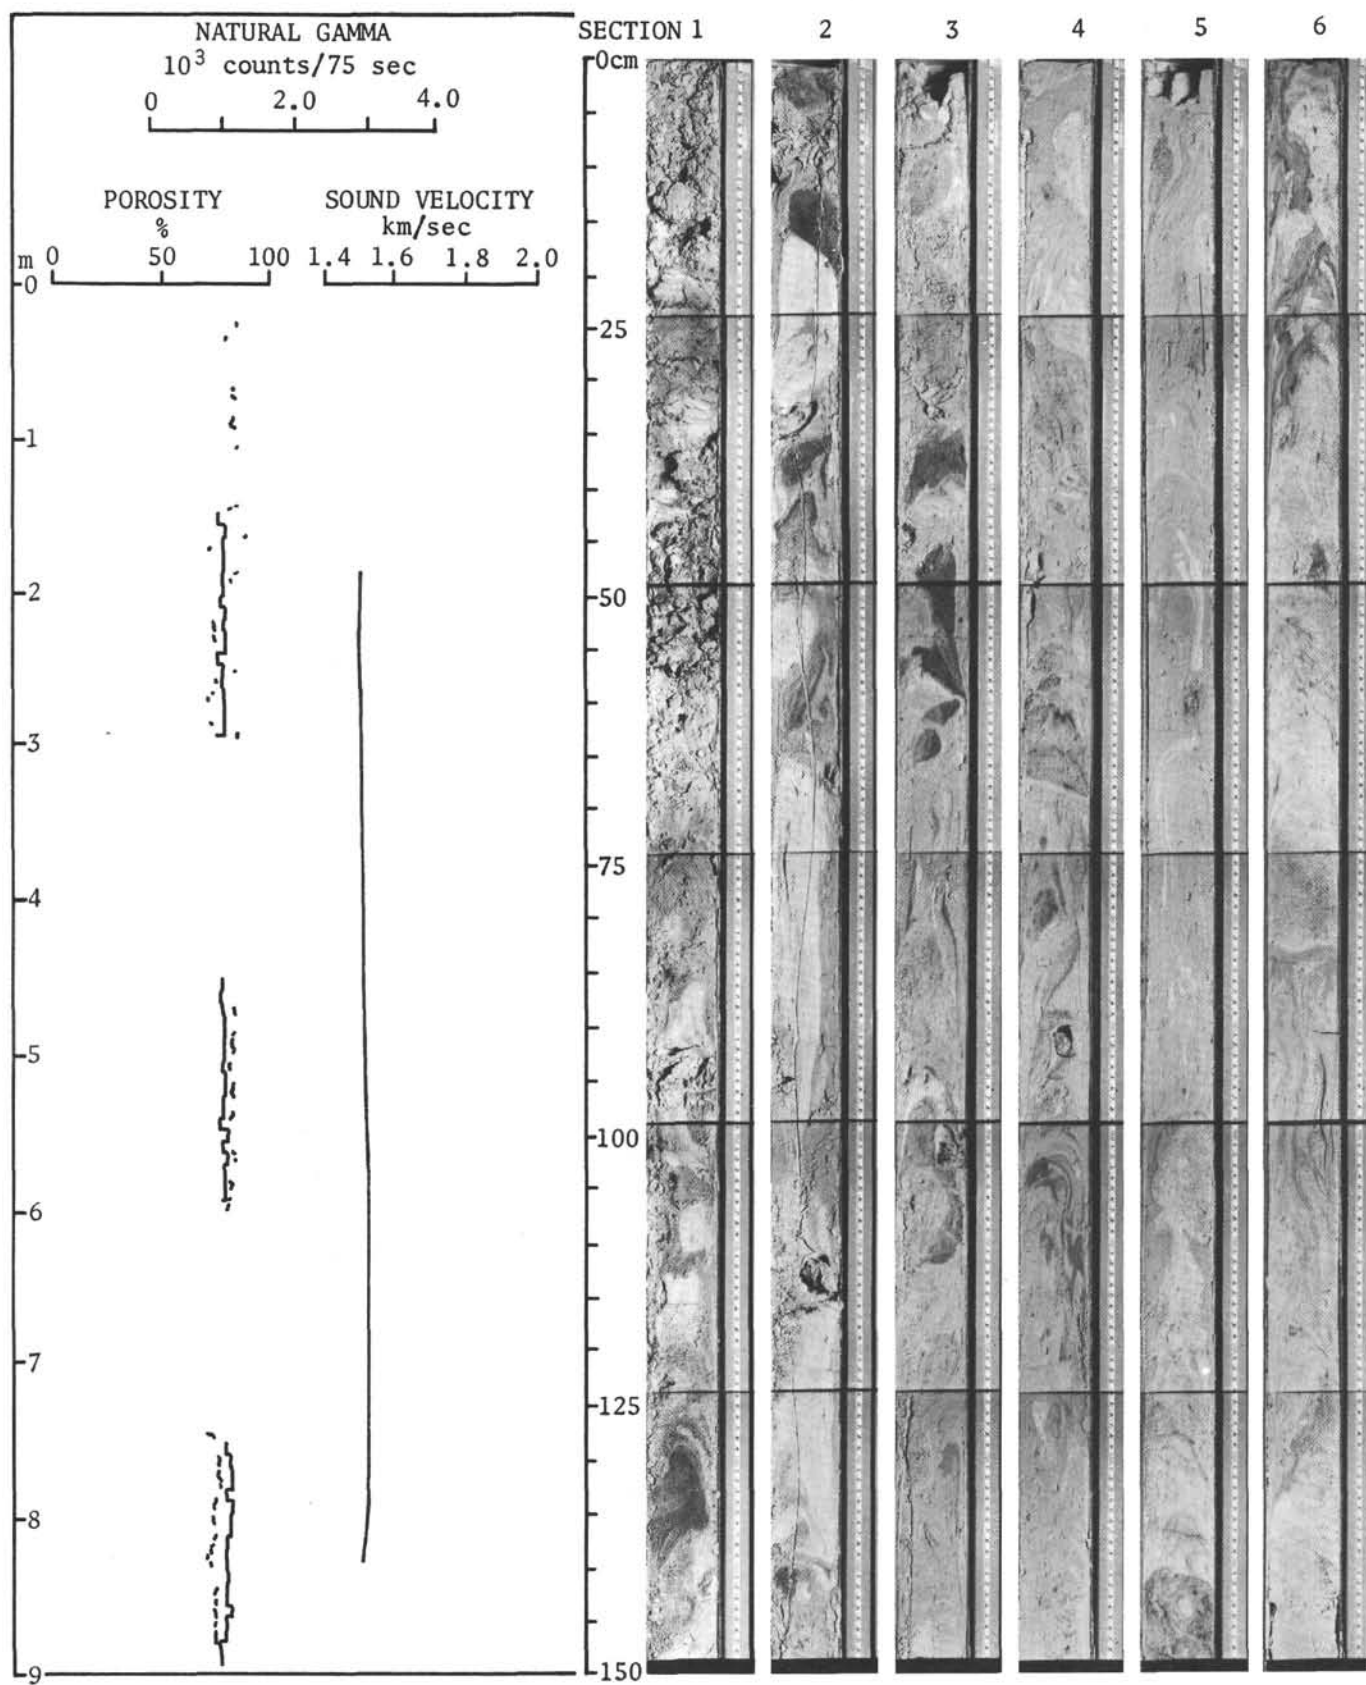 NATURAL GAMMA
10³ counts/75 sec
0 2.0 4.0
POROSITY
%
0 50 100
SOUND VELOCITY
km/sec
1.4 1.6 1.8 2.0
m
0
1
2
3
4
5
6
7
8
9
SECTION 1 2 3 4 5 6
0cm
25
50
75
100
125
150